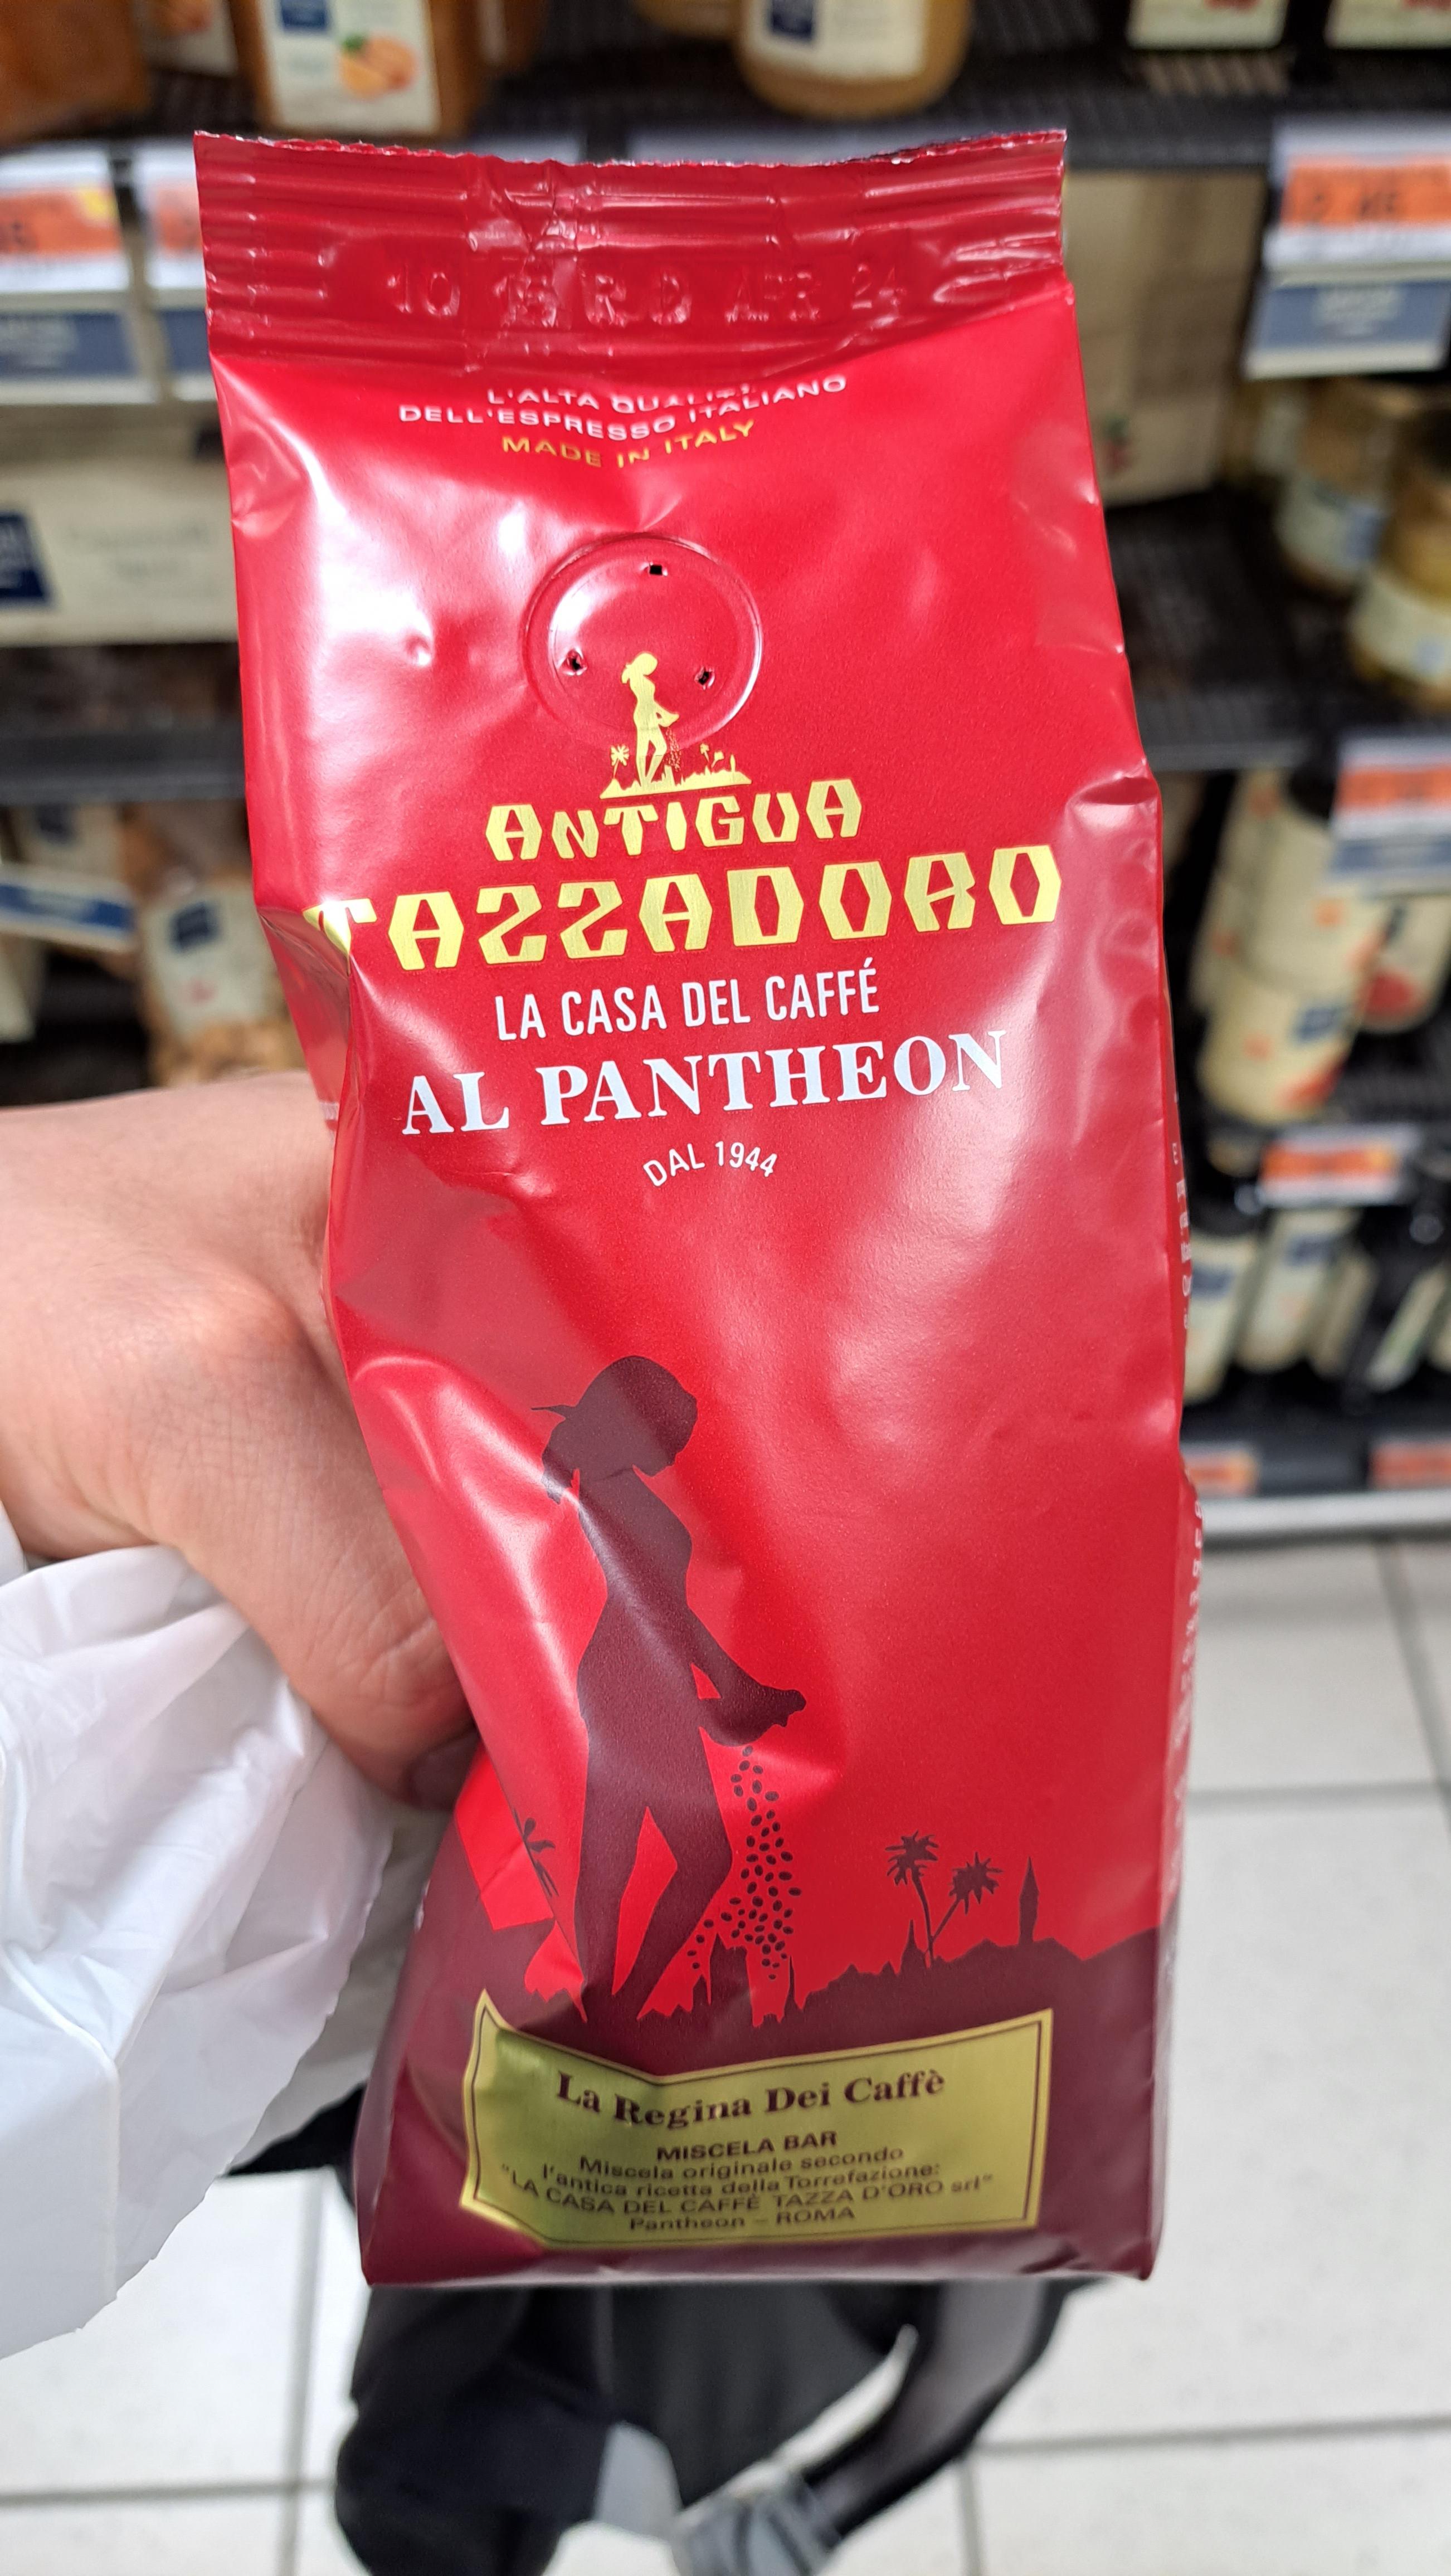 L'ALTA QUALITÀ
DELL'ESPRESSO ITALIANO
MADE IN ITALY
ANTIGUA
TAZZADORO
LA CASA DEL CAFFÉ
AL PANTHEON
DAL 1944
La Regina Dei Caffè
MISCELA BAR
Miscela originale secondo
l'antica ricetta della Torrefazione:
"LA CASA DEL CAFFÈ TAZZA D'ORO srl"
Pantheon – ROMA